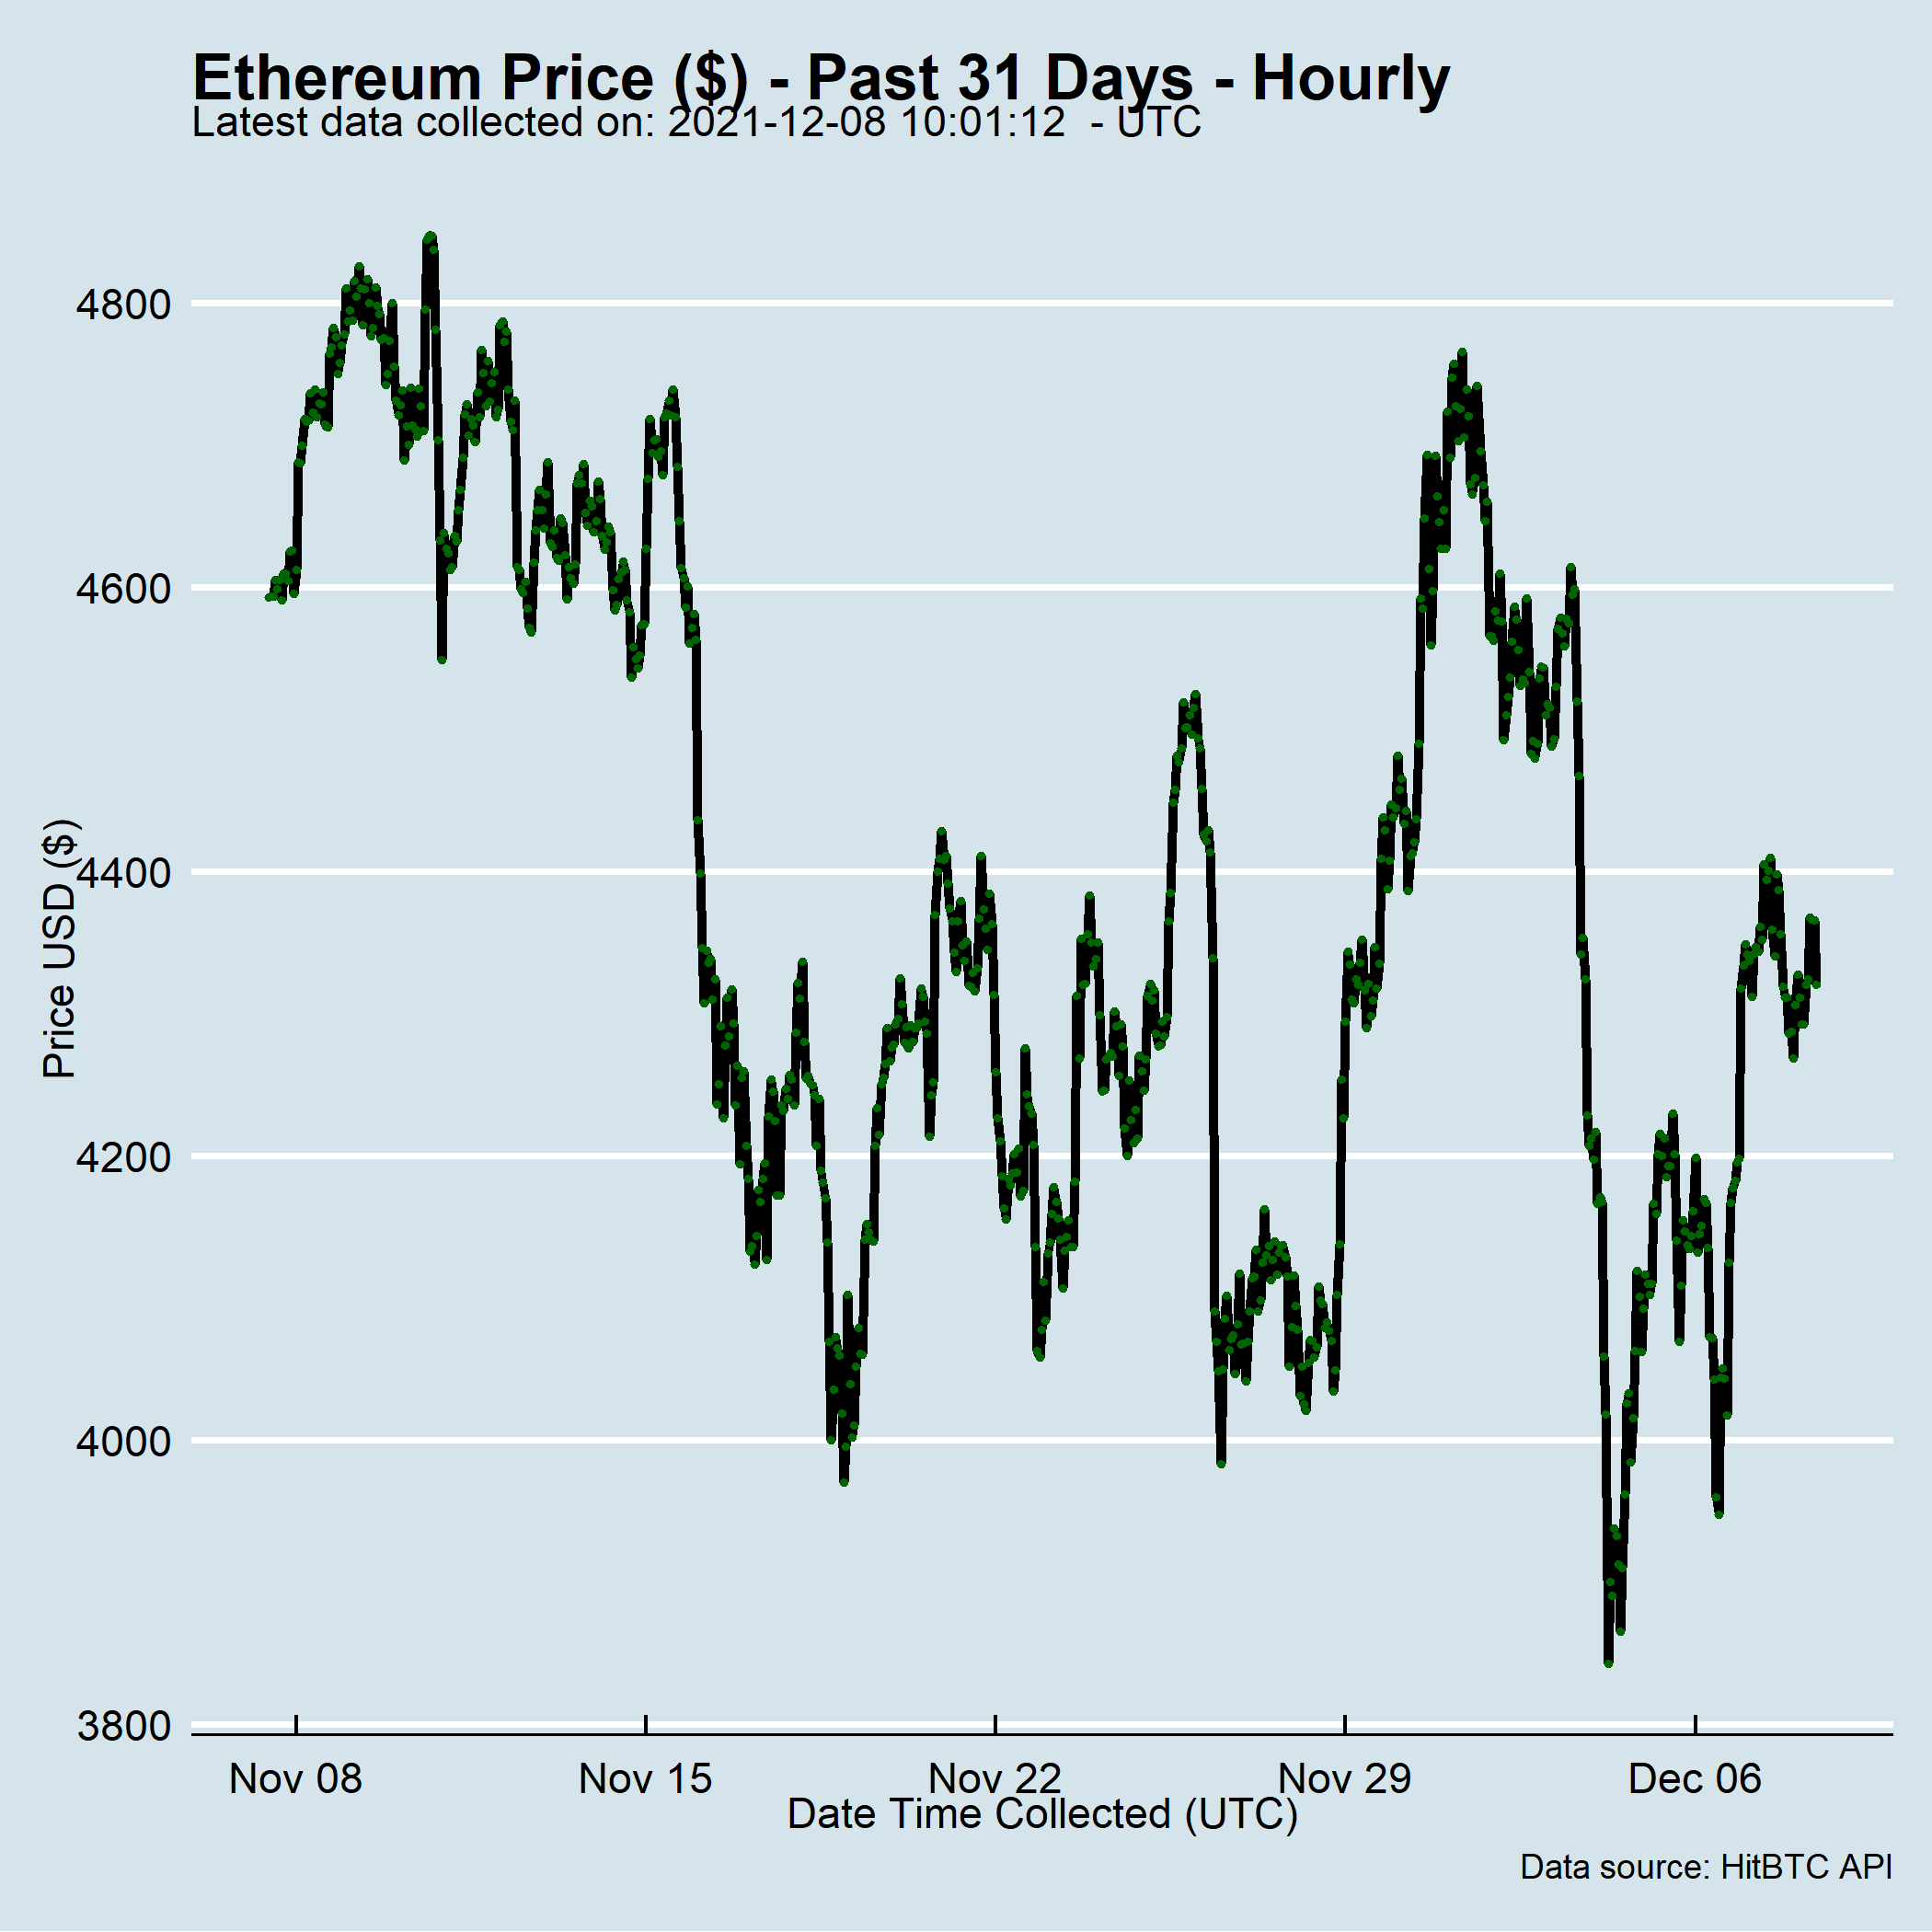 Ethereum Price ($) - Past 31 Days - Hourly
Latest data collected on: 2021-12-08 10:01:12  - UTC
Price USD ($)
4800
4600
4400
4200
4000
3800
Nov 08
Nov 15
Nov 22
Nov 29
Dec 06
Date Time Collected (UTC)
Data source: HitBTC API